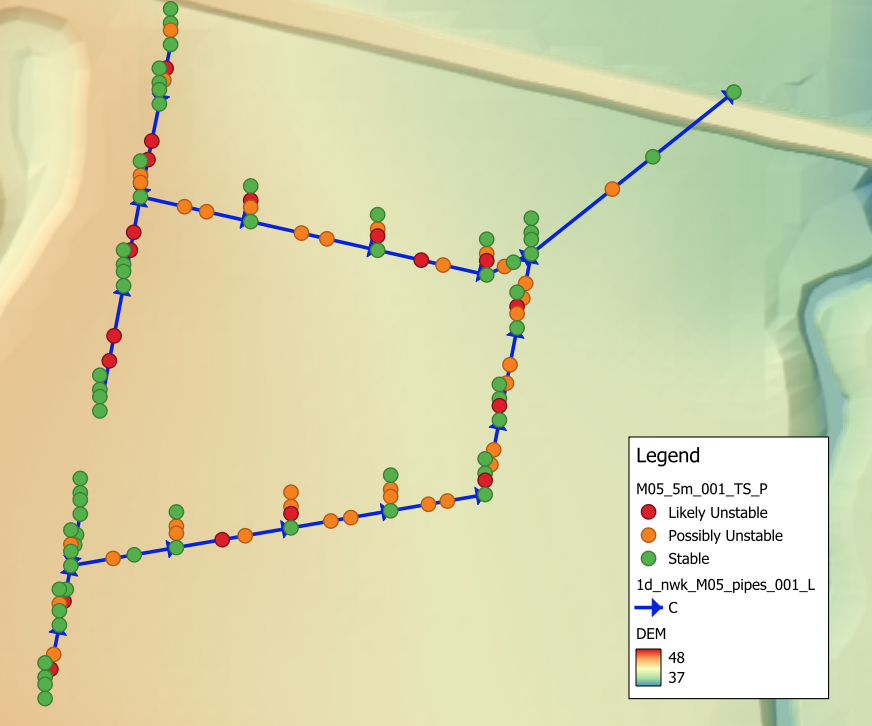 Legend
M05_5m_001_TS_P
Likely Unstable
Possibly Unstable
Stable
1d_nwk_M05_pipes_001_L
C
DEM
48
37